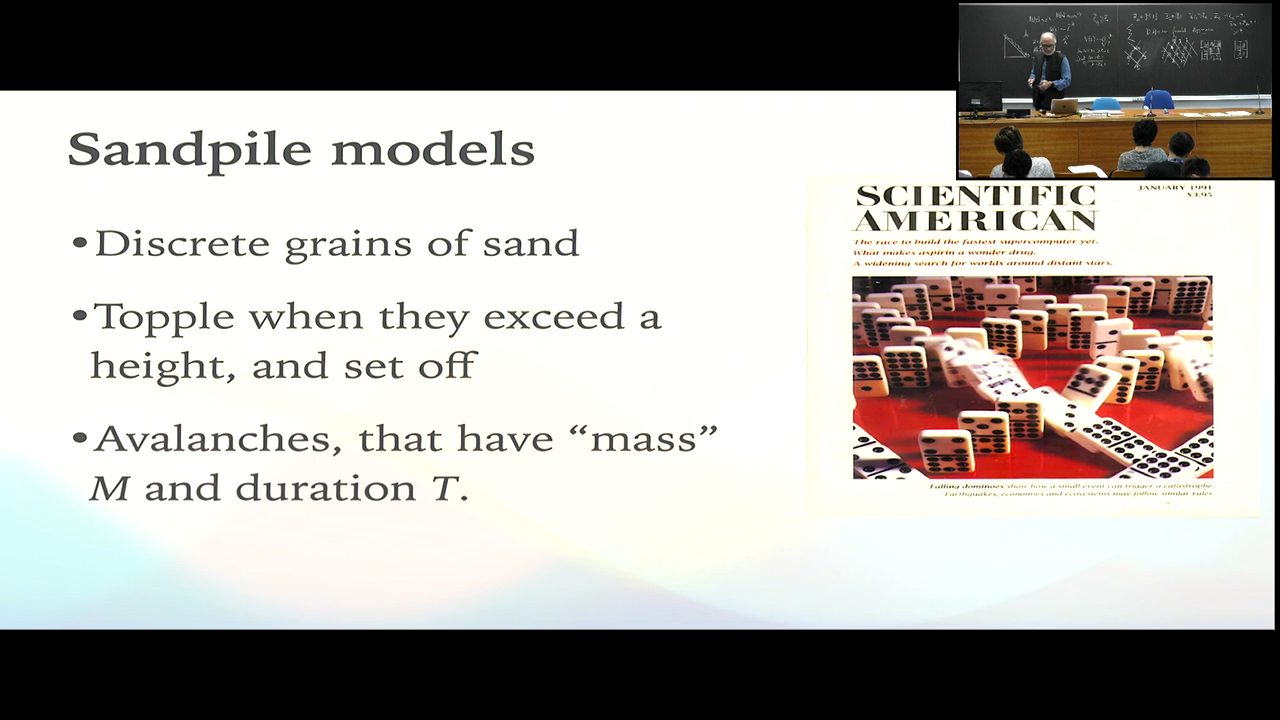 Sandpile models
•Discrete grains of sand
•Topple when they exceed a
height, and set off
•Avalanches, that have “mass”
M and duration T.
SCIENTIFIC
AMERICAN
JANUARY 1991
$3.95
The race to build the fastest supercomputer yet.
What makes aspirin a wonder drug.
A widening search for worlds around distant stars.
Falling dominoes show how a small event can trigger a catastrophe.
Earthquakes, economies and ecosystems may follow similar rules.